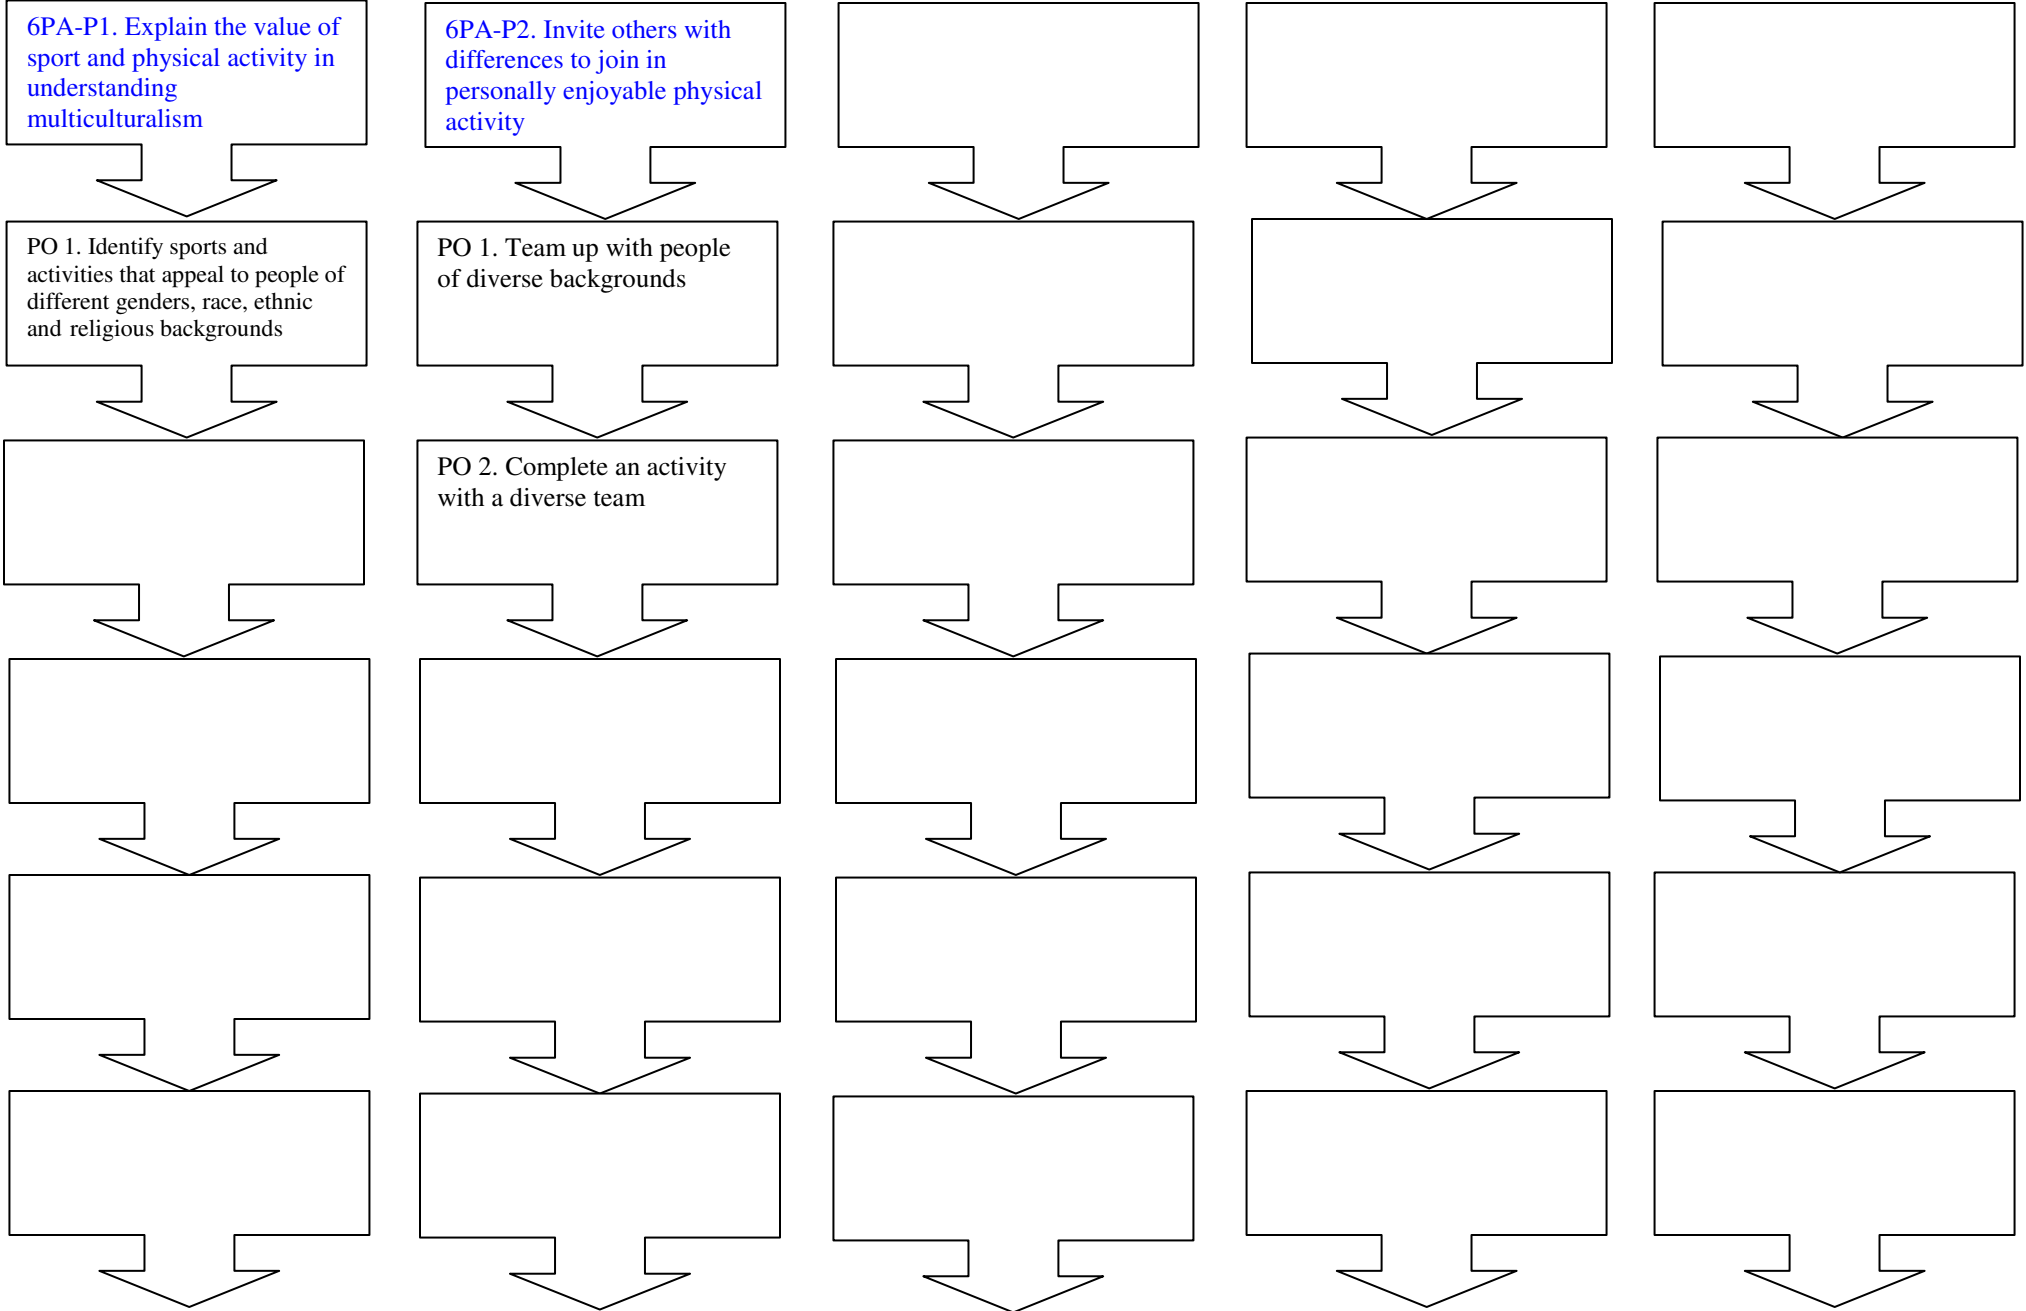 6PA-P1. Explain the value of
sport and physical activity in
understanding
multiculturalism
6PA-P2. Invite others with
differences to join in
personally enjoyable physical
activity
PO 1. Identify sports and
activities that appeal to people of
different genders, race, ethnic
and religious backgrounds
PO 1. Team up with people
of diverse backgrounds
PO 2. Complete an activity
with a diverse team